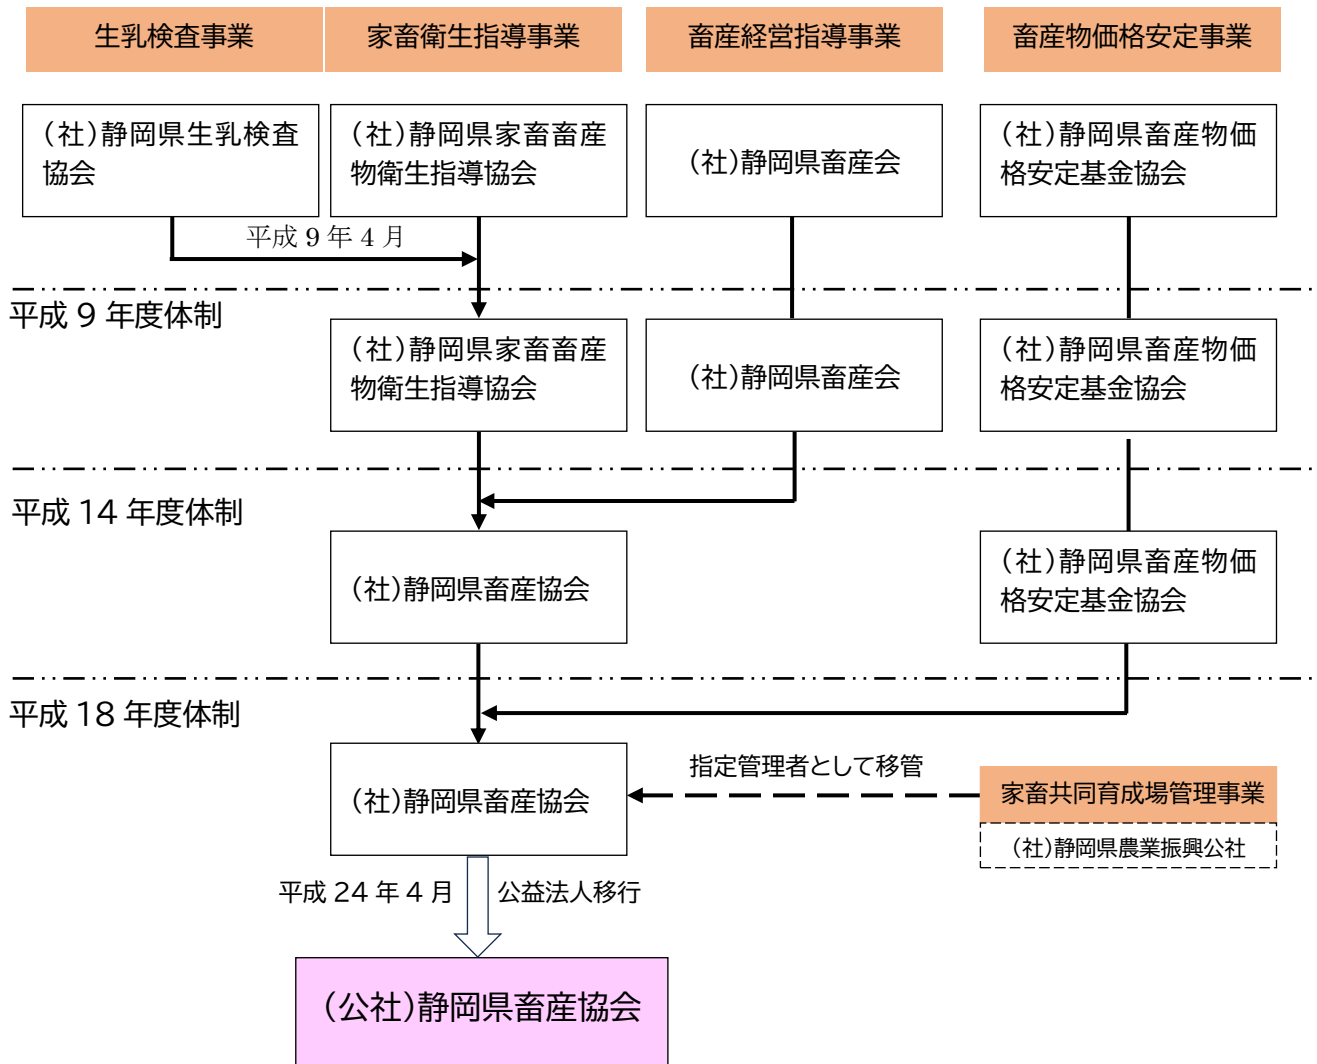 生乳検査事業
家畜衛生指導事業
畜産経営指導事業
畜産物価格安定事業
(社)静岡県生乳検査
協会
(社)静岡県家畜畜産
物衛生指導協会
(社)静岡県畜産会
(社)静岡県畜産物価
格安定基金協会
平成 9 年 4 月
平成 9 年度体制
(社)静岡県家畜畜産
物衛生指導協会
(社)静岡県畜産会
(社)静岡県畜産物価
格安定基金協会
平成 14 年度体制
(社)静岡県畜産協会
(社)静岡県畜産物価
格安定基金協会
平成 18 年度体制
(社)静岡県畜産協会
指定管理者として移管
家畜共同育成場管理事業
(社)静岡県農業振興公社
平成 24 年 4 月
公益法人移行
(公社)静岡県畜産協会